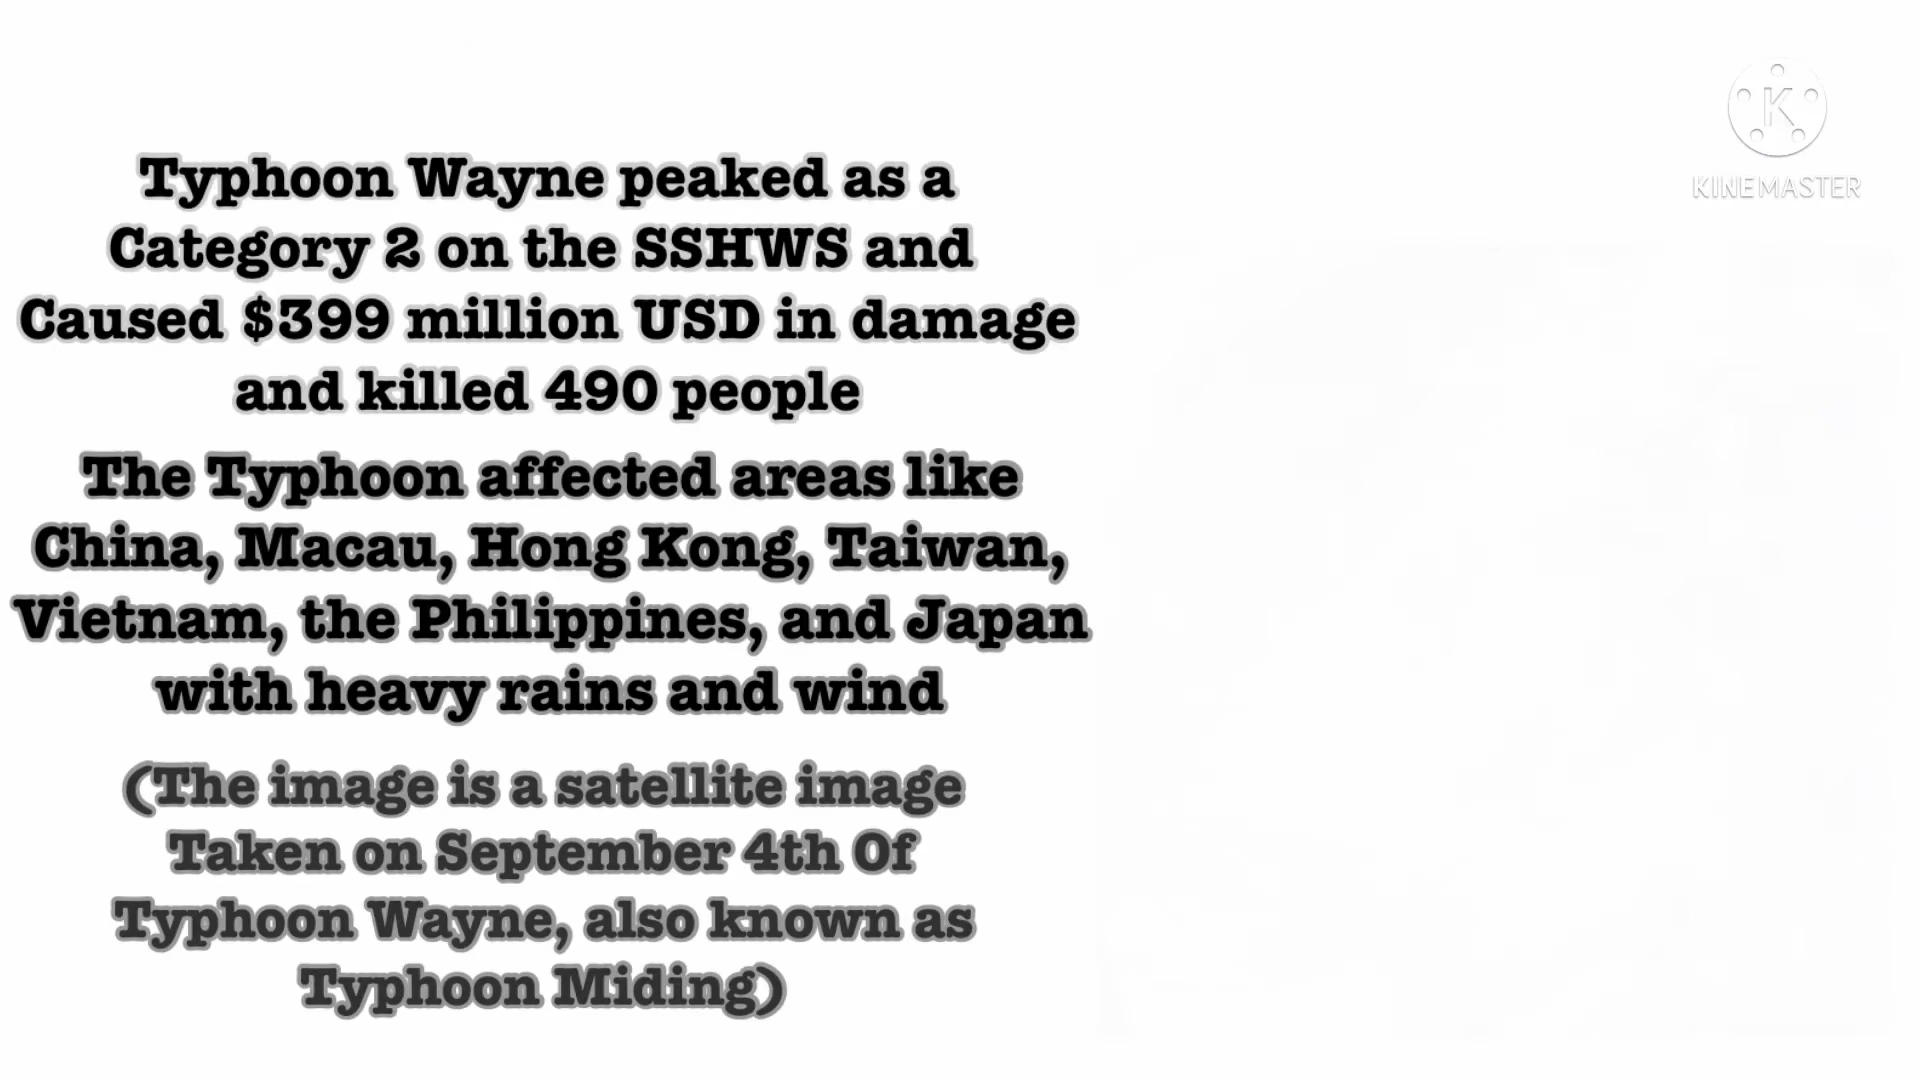 Typhoon Wayne peaked as a
Category 2 on the SSHWS and
Caused $399 million USD in damage
and killed 490 people
The Typhoon affected areas like
China, Macau, Hong Kong, Taiwan,
Vietnam, the Philippines, and Japan
with heavy rains and wind
(The image is a satellite image
Taken on September 4th Of
Typhoon Wayne, also known as
Typhoon Miding)
K
KINEMASTER